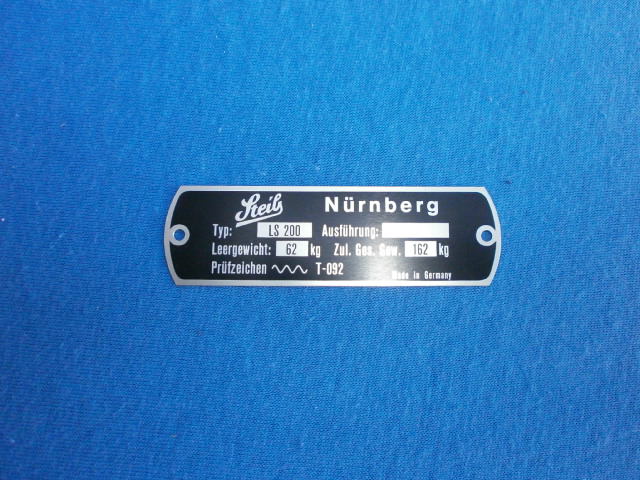 Steib Nürnberg
Typ: LS 200 Ausführung:
Leergewicht: 62 kg Zul. Ges. Gew. 162 kg
Prüfzeichen T-092
Made in Germany